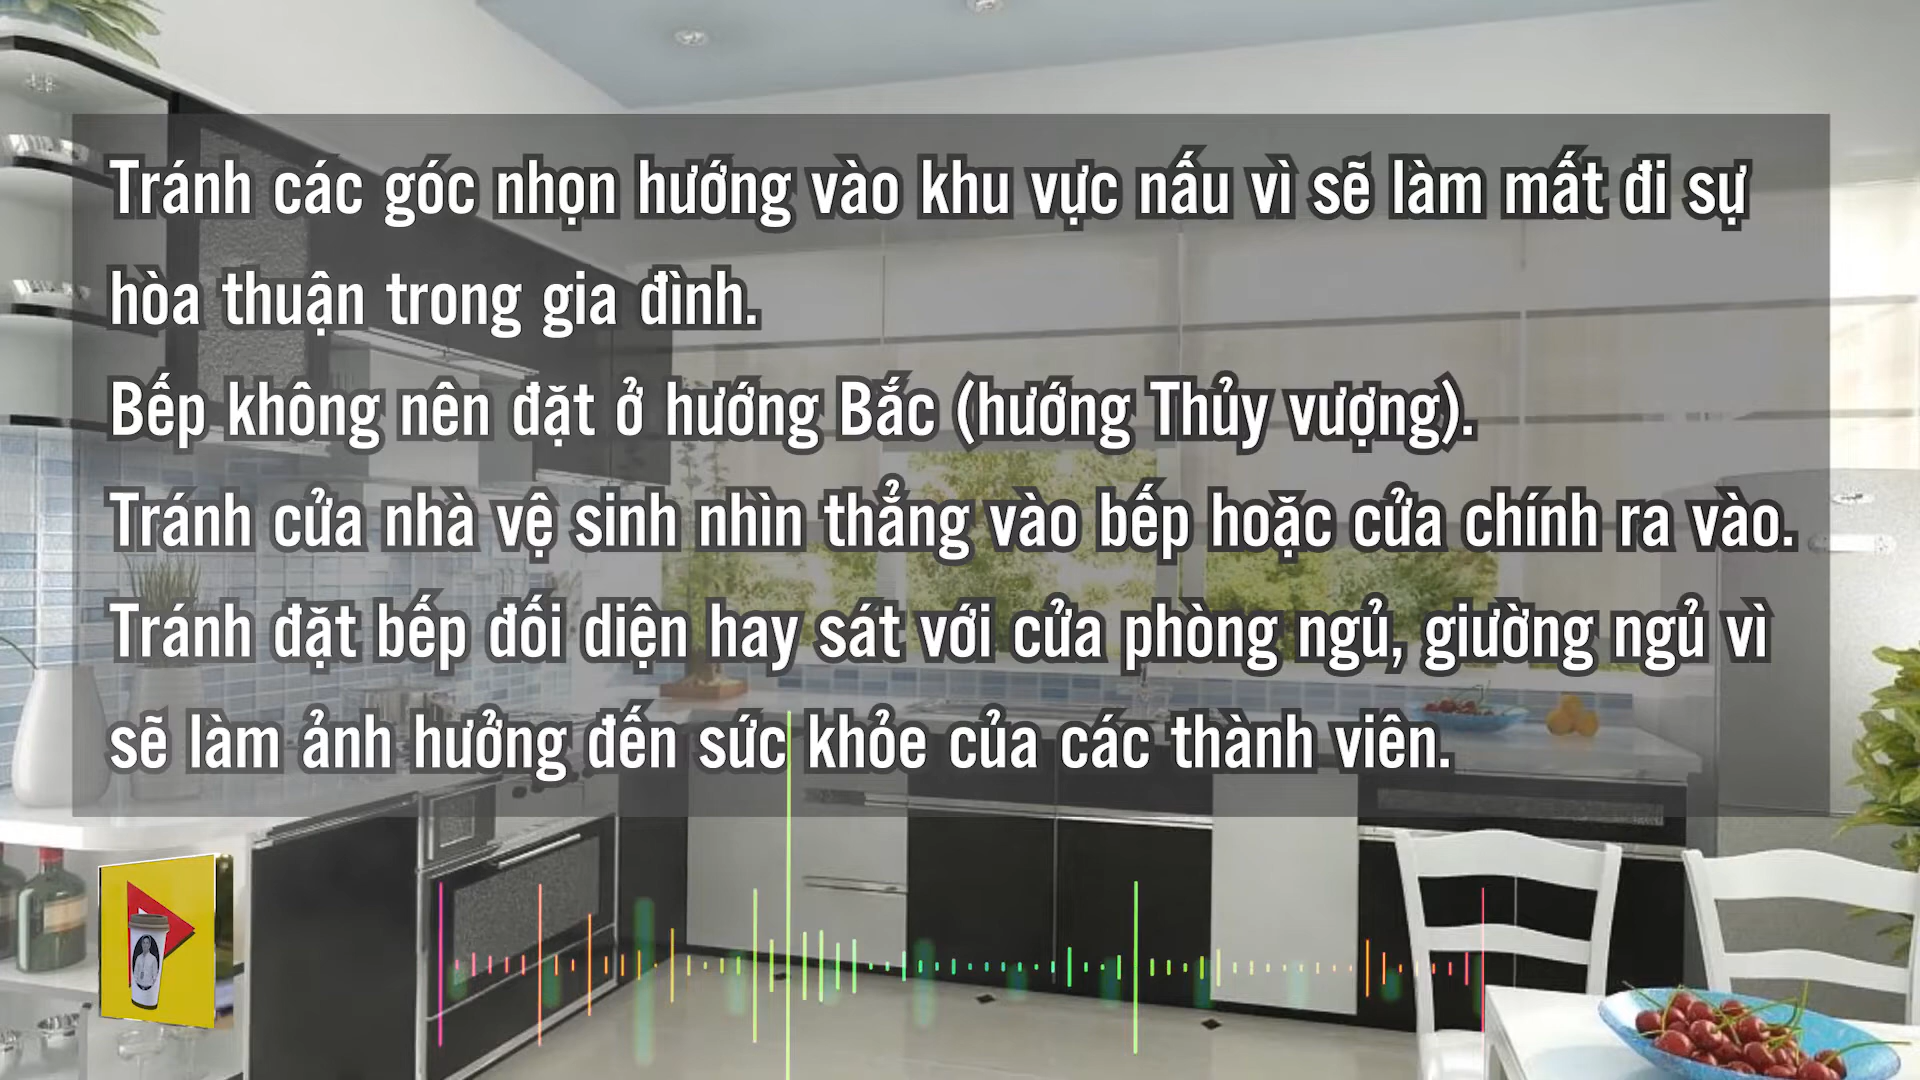 Tránh các góc nhọn hướng vào khu vực nấu vì sẽ làm mất đi sự
hòa thuận trong gia đình.
Bếp không nên đặt ở hướng Bắc (hướng Thủy vượng).
Tránh cửa nhà vệ sinh nhìn thẳng vào bếp hoặc cửa chính ra vào.
Tránh đặt bếp đối diện hay sát với cửa phòng ngủ, giường ngủ vì
sẽ làm ảnh hưởng đến sức khỏe của các thành viên.